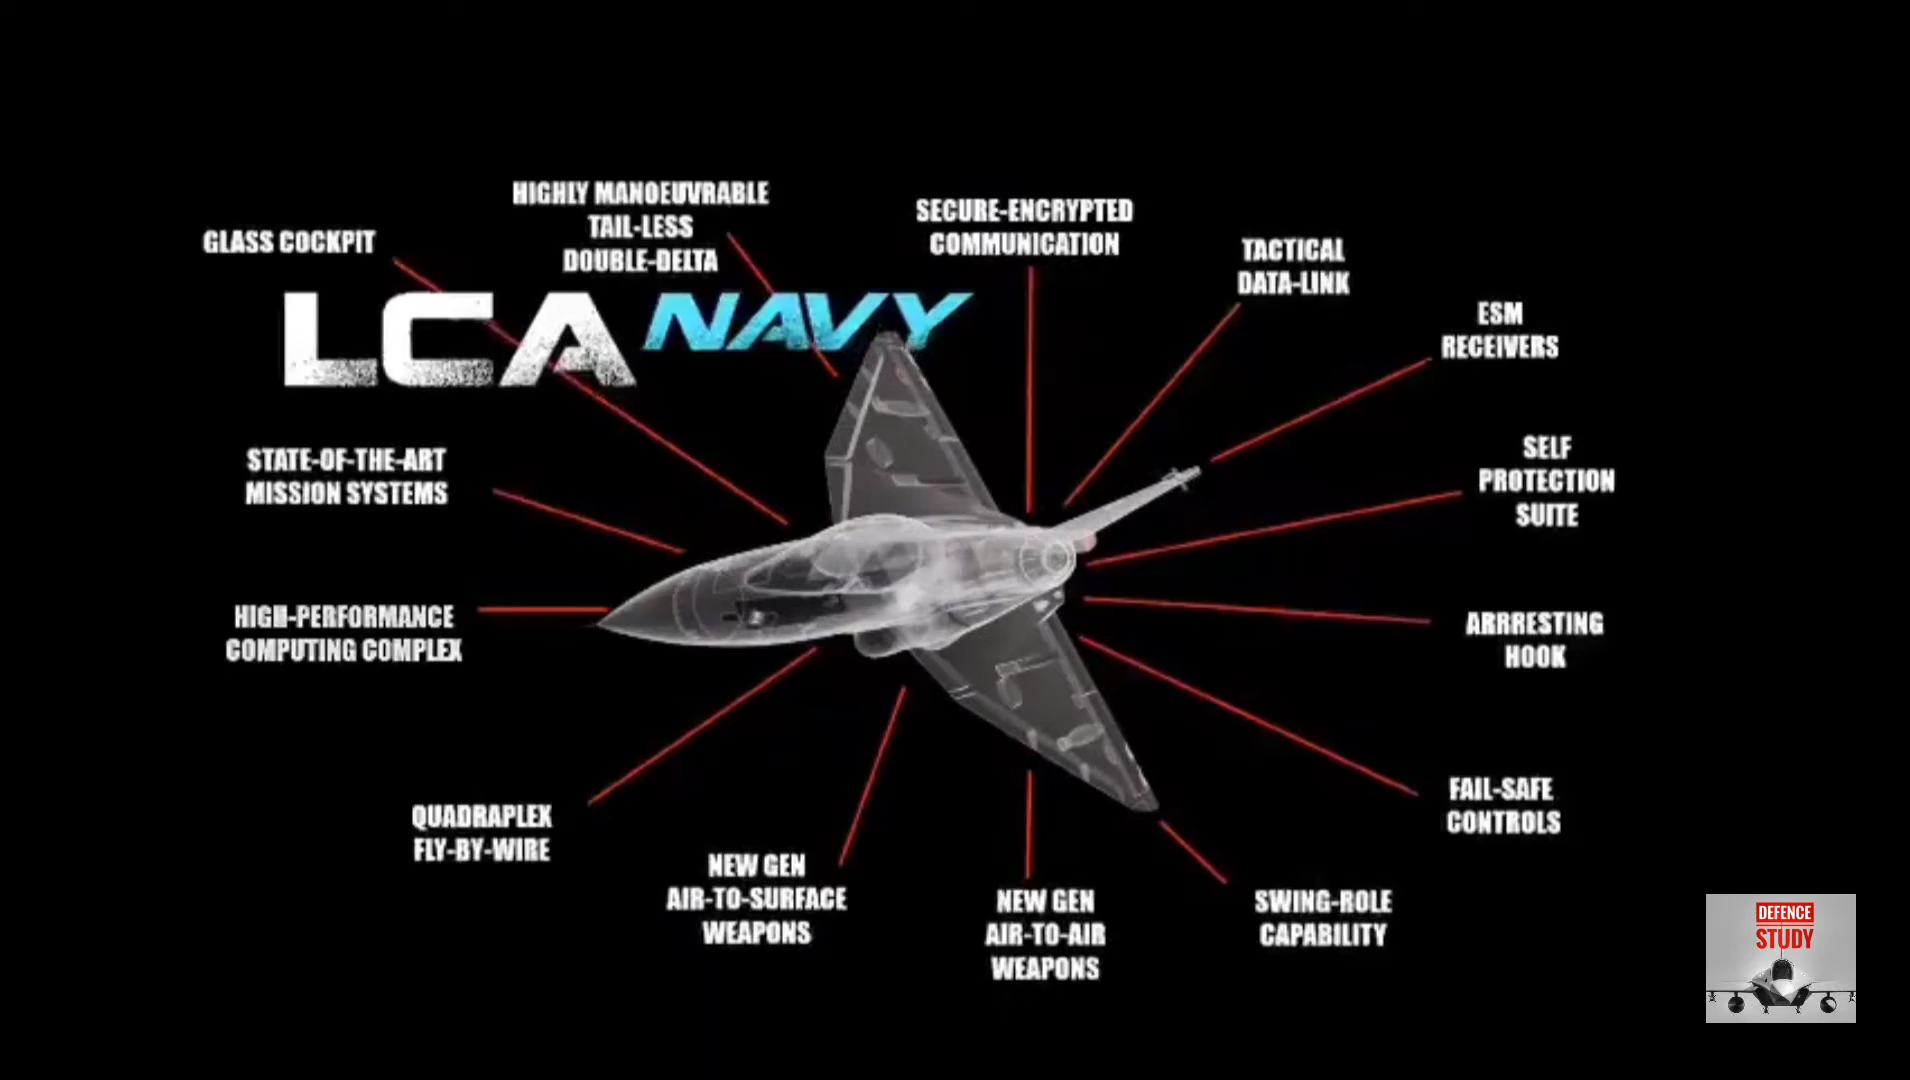 HIGHLY MANOEUVRABLE
TAIL-LESS
DOUBLE-DELTA
SECURE-ENCRYPTED
COMMUNICATION
GLASS COCKPIT
TACTICAL
DATA-LINK
LCA NAVY
ESM
RECEIVERS
STATE-OF-THE-ART
MISSION SYSTEMS
SELF
PROTECTION
SUITE
HIGH-PERFORMANCE
COMPUTING COMPLEX
ARRRESTING
HOOK
QUADRAPLEX
FLY-BY-WIRE
FAIL-SAFE
CONTROLS
NEW GEN
AIR-TO-SURFACE
WEAPONS
NEW GEN
AIR-TO-AIR
WEAPONS
SWING-ROLE
CAPABILITY
DEFENCE
STUDY